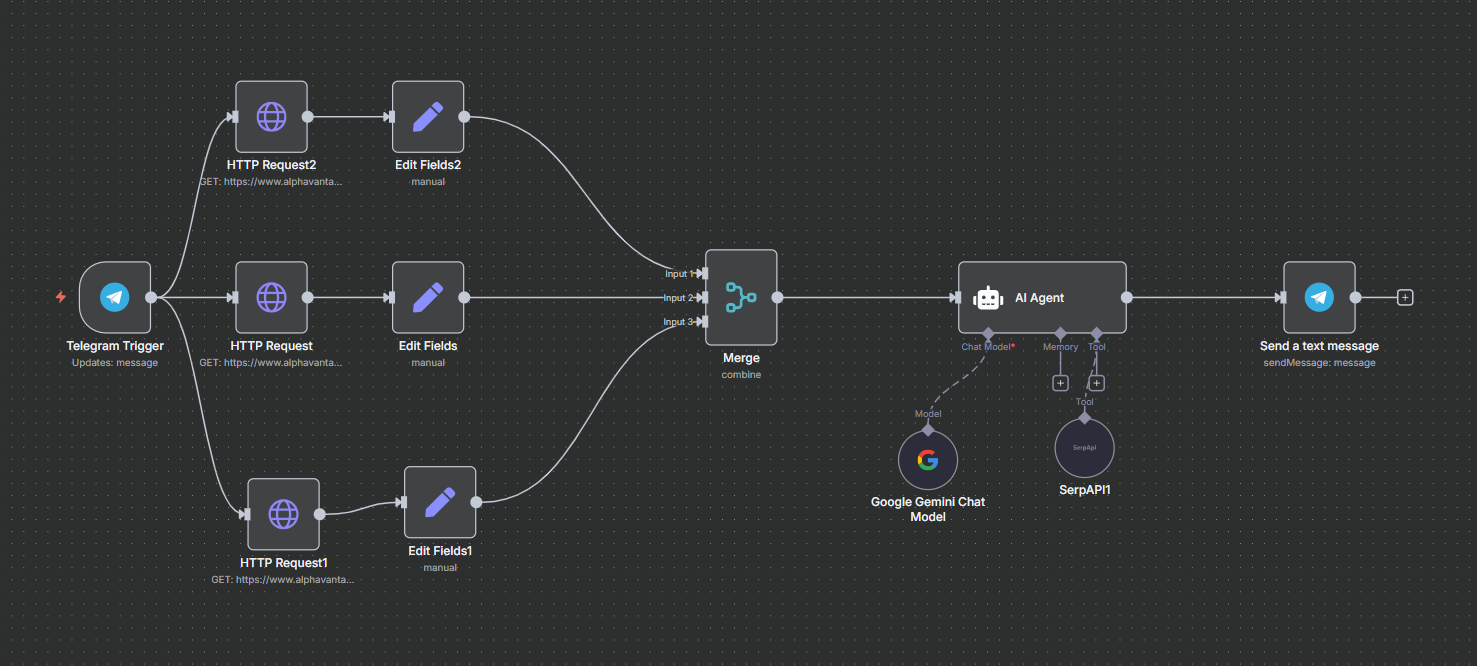 HTTP Request2
GET: https://www.alphavanta...
Edit Fields2
manual
Telegram Trigger
Updates: message
HTTP Request
GET: https://www.alphavanta...
Edit Fields
manual
Input 1
Input 2
Input 3
Merge
combine
AI Agent
Chat Model*
Memory
Tool
Model
Tool
Google Gemini Chat
Model
SerpApi
SerpAPI1
Send a text message
sendMessage: message
HTTP Request1
GET: https://www.alphavanta...
Edit Fields1
manual